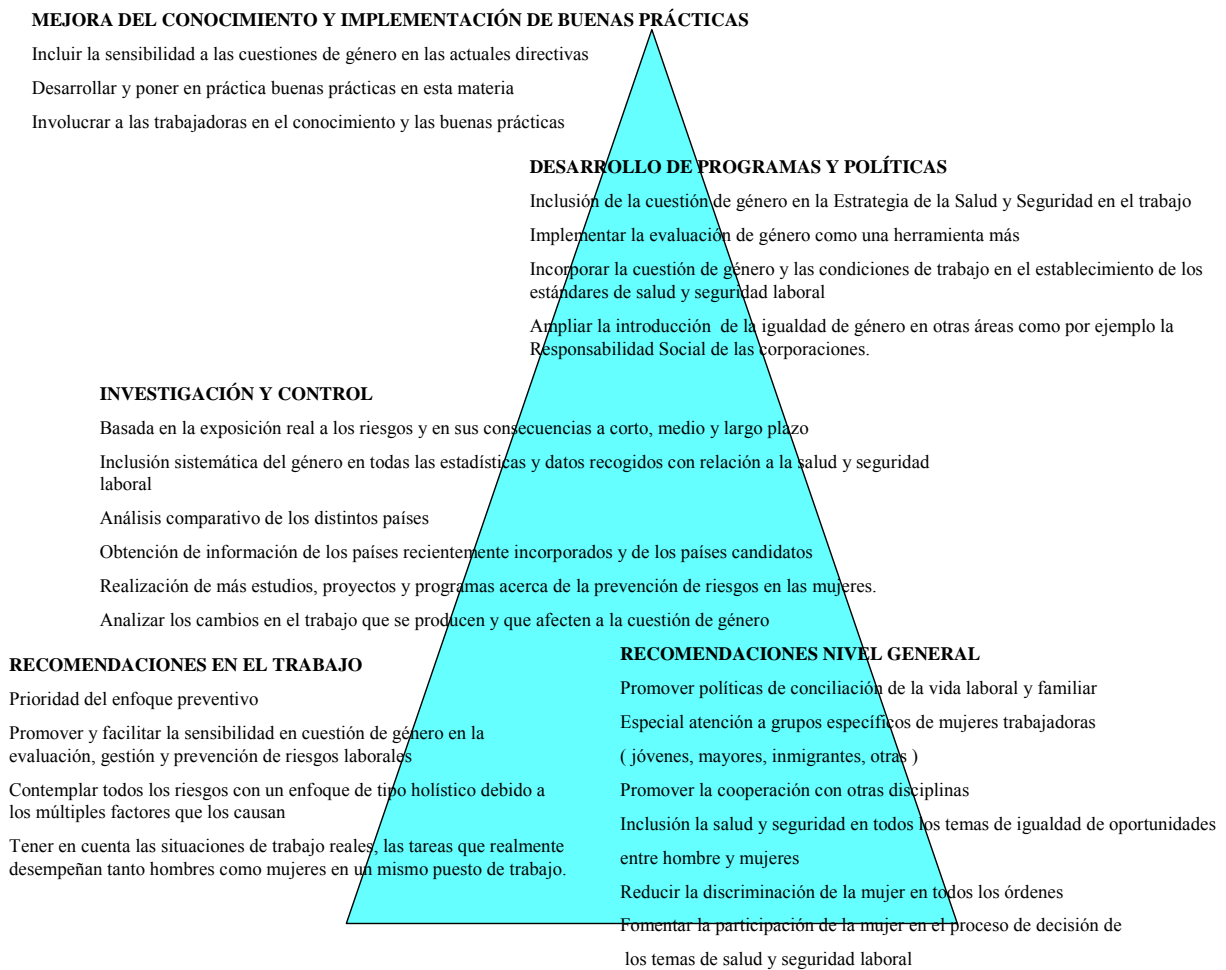 MEJORA DEL CONOCIMIENTO Y IMPLEMENTACIÓN DE BUENAS PRÁCTICAS
Incluir la sensibilidad a las cuestiones de género en las actuales directivas
Desarrollar y poner en práctica buenas prácticas en esta materia
Involucrar a las trabajadoras en el conocimiento y las buenas prácticas
DESARROLLO DE PROGRAMAS Y POLÍTICAS
Inclusión de la cuestión de género en la Estrategia de la Salud y Seguridad en el trabajo
Implementar la evaluación de género como una herramienta más
Incorporar la cuestión de género y las condiciones de trabajo en el establecimiento de los
estándares de salud y seguridad laboral
Ampliar la introducción de la igualdad de género en otras áreas como por ejemplo la
Responsabilidad Social de las corporaciones.
INVESTIGACIÓN Y CONTROL
Basada en la exposición real a los riesgos y en sus consecuencias a corto, medio y largo plazo
Inclusión sistemática del género en todas las estadísticas y datos recogidos con relación a la salud y seguridad
laboral
Análisis comparativo de los distintos países
Obtención de información de los países recientemente incorporados y de los países candidatos
Realización de más estudios, proyectos y programas acerca de la prevención de riesgos en las mujeres.
Analizar los cambios en el trabajo que se producen y que afecten a la cuestión de género
RECOMENDACIONES EN EL TRABAJO
Prioridad del enfoque preventivo
Promover y facilitar la sensibilidad en cuestión de género en la
evaluación, gestión y prevención de riesgos laborales
Contemplar todos los riesgos con un enfoque de tipo holístico debido a
los múltiples factores que los causan
Tener en cuenta las situaciones de trabajo reales, las tareas que realmente
desempeñan tanto hombres como mujeres en un mismo puesto de trabajo.
RECOMENDACIONES NIVEL GENERAL
Promover políticas de conciliación de la vida laboral y familiar
Especial atención a grupos específicos de mujeres trabajadoras
( jóvenes, mayores, inmigrantes, otras )
Promover la cooperación con otras disciplinas
Inclusión la salud y seguridad en todos los temas de igualdad de oportunidades
entre hombre y mujeres
Reducir la discriminación de la mujer en todos los órdenes
Fomentar la participación de la mujer en el proceso de decisión de
los temas de salud y seguridad laboral